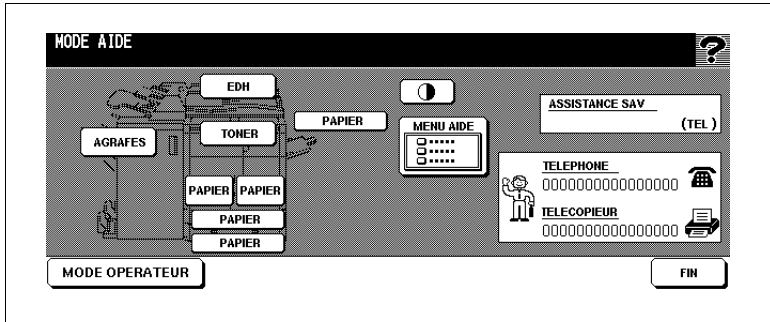 MODE AIDE
?
EDH
AGRAFES
TONER
PAPIER
PAPIER
PAPIER
PAPIER
PAPIER
MENU AIDE
ASSISTANCE SAV
(TEL)
TELEPHONE
0000000000000000
TELECOPIEUR
0000000000000000
MODE OPERATEUR
FIN